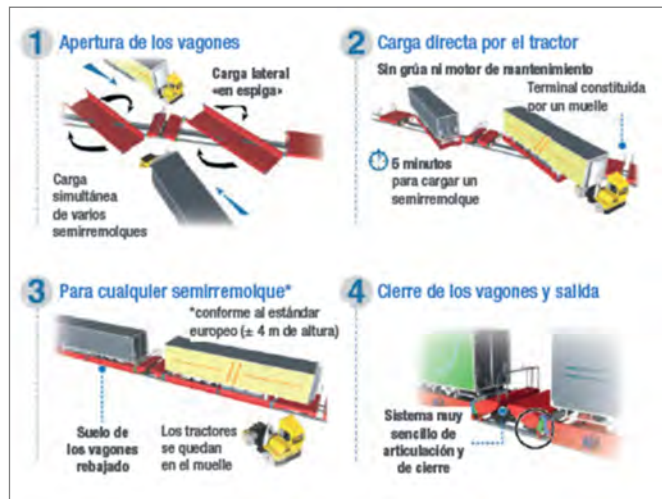 1 Apertura de los vagones
Carga lateral
«en espiga»
Carga
simultánea
de varios
semirremolques
2 Carga directa por el tractor
Sin grúa ni motor de mantenimiento
Terminal constituida
por un muelle
5 minutos
para cargar un
semirremolque
3 Para cualquier semirremolque*
*conforme al estándar
europeo (± 4 m de altura)
Suelo de
los vagones
rebajado
Los tractores
se quedan
en el muelle
4 Cierre de los vagones y salida
Sistema muy
sencillo de
articulación y
de cierre